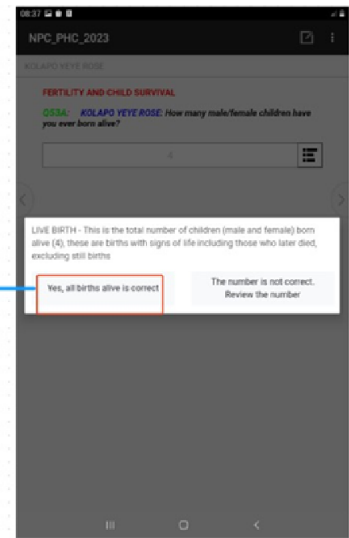 08:37
NPC_PHC_2023
KOLAPO YEYE ROSE
FERTILITY AND CHILD SURVIVAL
Q53A: KOLAPO YEYE ROSE: How many male/female children have
you ever born alive?
4
LIVE BIRTH - This is the total number of children (male and female) born
alive (4), these are births with signs of life including those who later died,
excluding still births
Yes, all births alive is correct
The number is not correct.
Review the number